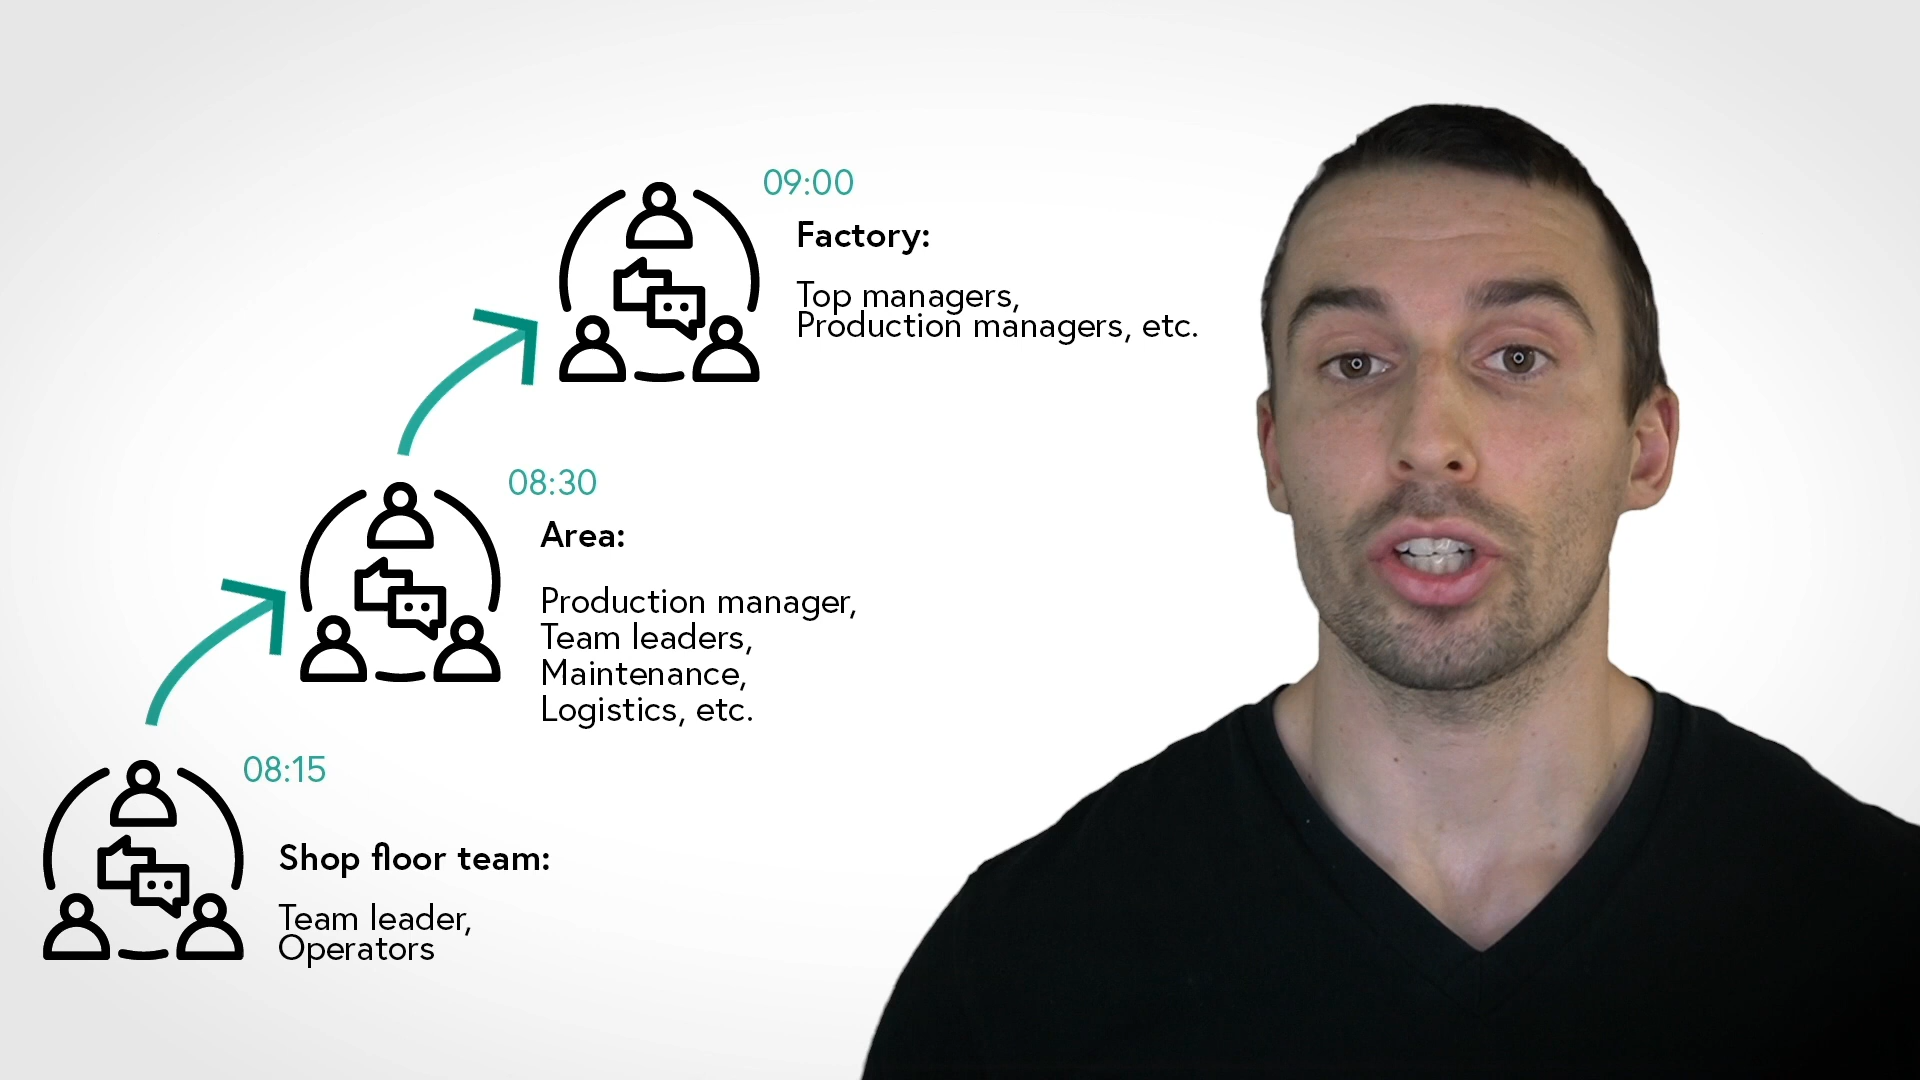 09:00
Factory:
Top managers,
Production managers, etc.
08:30
Area:
Production manager,
Team leaders,
Maintenance,
Logistics, etc.
08:15
Shop floor team:
Team leader,
Operators